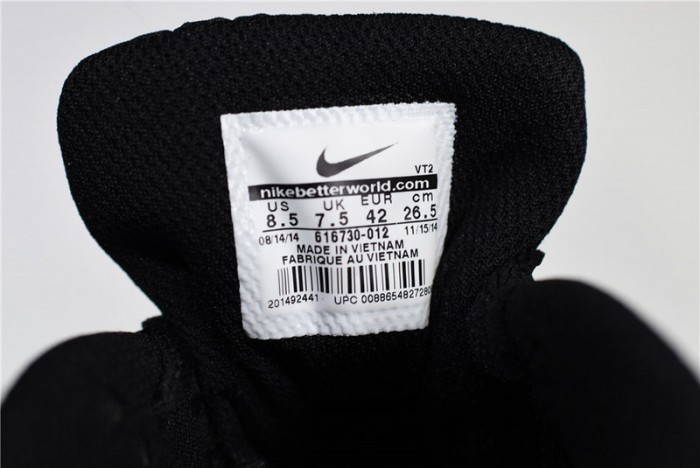 VT2
nikebetterworld.com
US UK EUR cm
8.5 7.5 42 26.5
08/14/14 616730-012 11/15/14
MADE IN VIETNAM
FABRIQUE AU VIETNAM
201492441 UPC 00886548272808